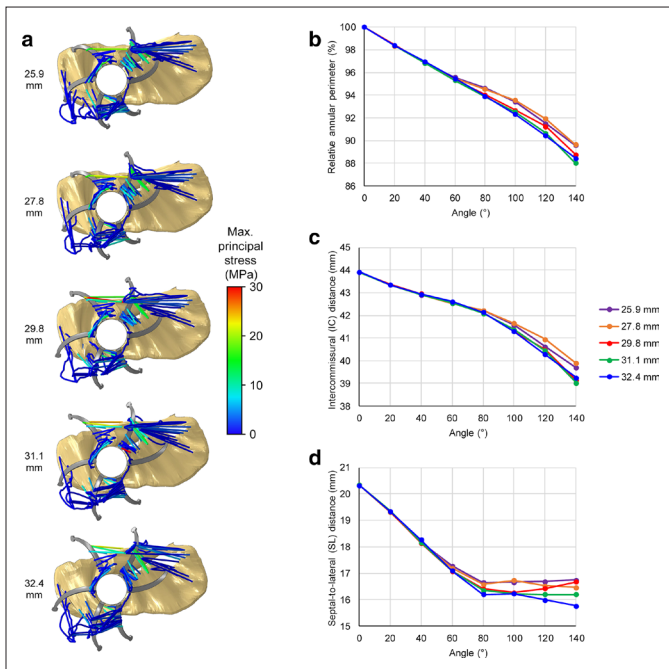 a
25.9
mm
27.8
mm
29.8
mm
31.1
mm
32.4
mm
Max.
principal
stress
(MPa)
30
20
10
0
b
Relative annular perimeter (%)
100
98
96
94
92
90
88
86
0 20 40 60 80 100 120 140
Angle (°)
c
Intercommissural (IC) distance (mm)
45
44
43
42
41
40
39
38
0 20 40 60 80 100 120 140
Angle (°)
25.9 mm
27.8 mm
29.8 mm
31.1 mm
32.4 mm
d
Septal-to-lateral (SL) distance (mm)
21
20
19
18
17
16
15
0 20 40 60 80 100 120 140
Angle (°)